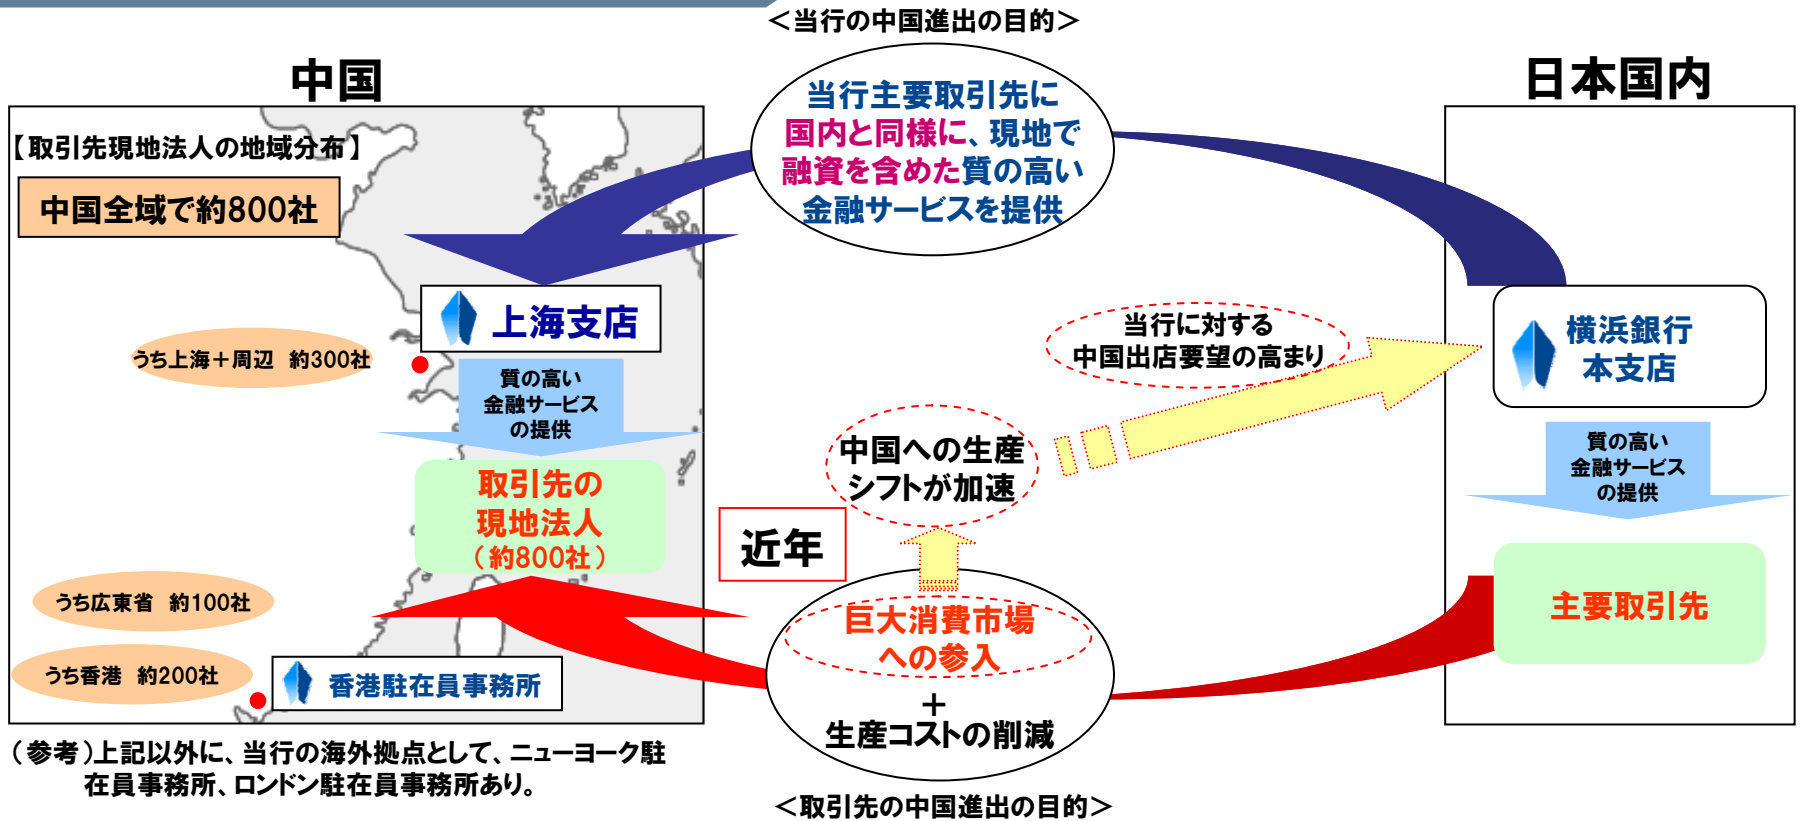 ＜当行の中国進出の目的＞
中国
日本国内
当行主要取引先に
国内と同様に、現地で
融資を含めた質の高い
金融サービスを提供
【取引先現地法人の地域分布】
中国全域で約800社
上海支店
うち上海＋周辺　約300社
質の高い
金融サービス
の提供
取引先の
現地法人
（約800社）
うち広東省　約100社
うち香港　約200社
香港駐在員事務所
当行に対する
中国出店要望の高まり
中国への生産
シフトが加速
近年
巨大消費市場
への参入
＋
生産コストの削減
横浜銀行
本支店
質の高い
金融サービス
の提供
主要取引先
（参考）上記以外に、当行の海外拠点として、ニューヨーク駐
在員事務所、ロンドン駐在員事務所あり。
＜取引先の中国進出の目的＞